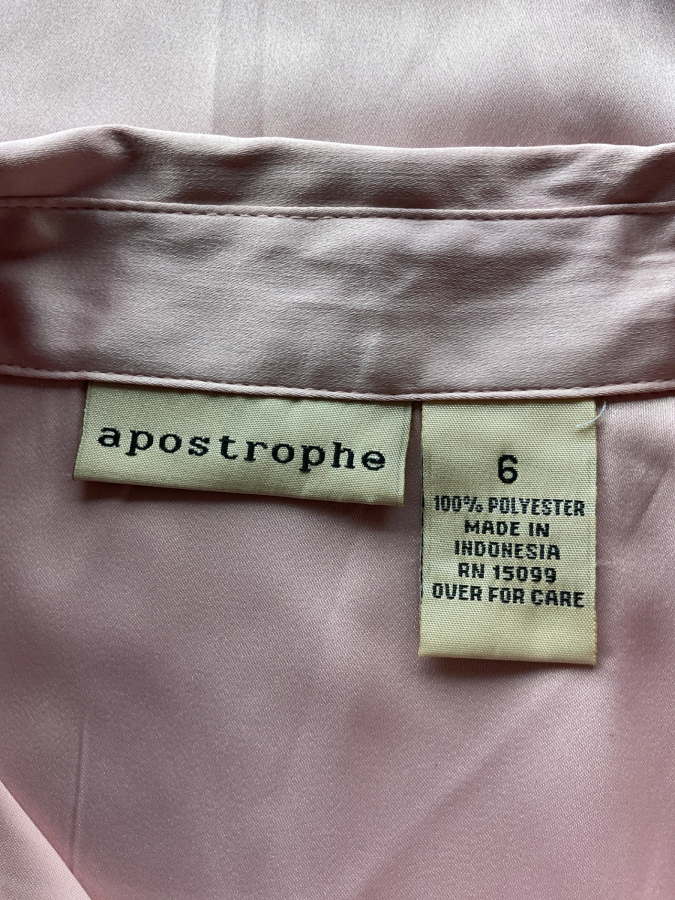 apostrophe
6
100% POLYESTER
MADE IN
INDONESIA
RN 15099
OVER FOR CARE